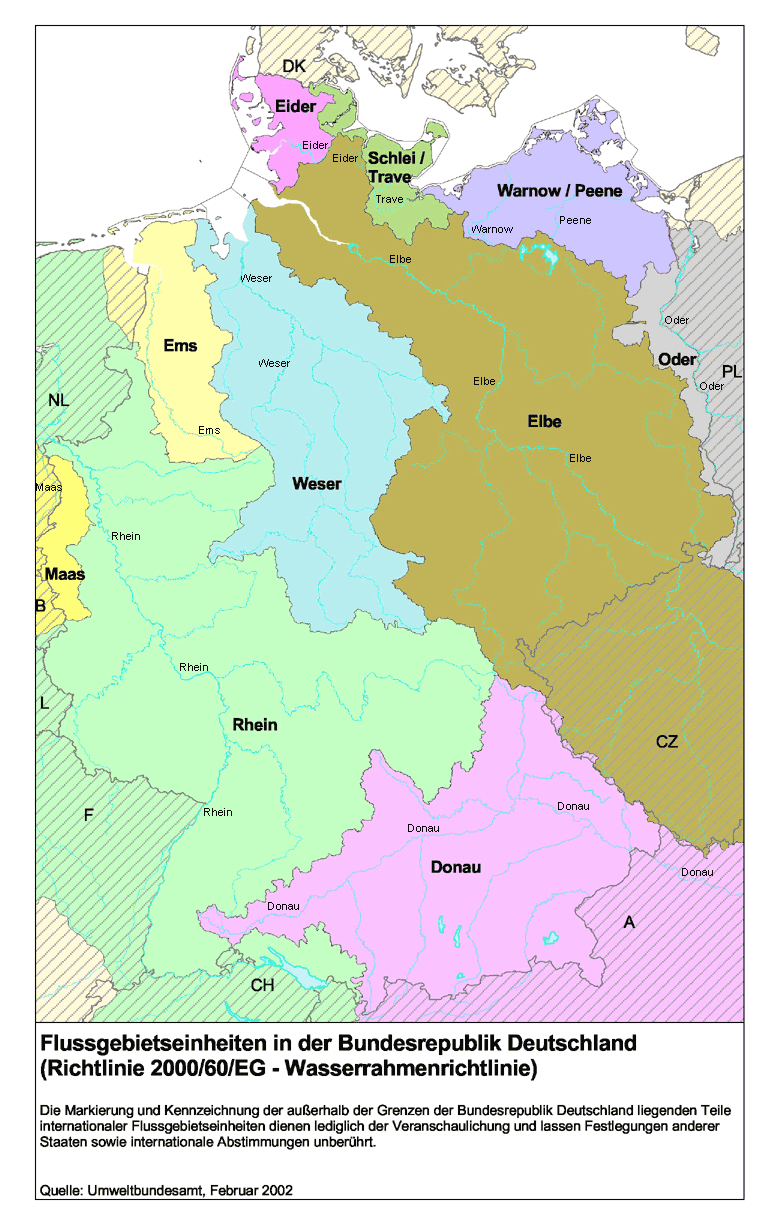 DK
Eider
Eider
Eider
Schlei /
Trave
Trave
Warnow / Peene
Warnow
Peene
Elbe
Weser
Oder
Ems
Weser
Oder
PL
Oder
NL
Elbe
Elbe
Ems
Elbe
Weser
Maas
Rhein
Maas
B
Rhein
L
Rhein
CZ
F
Rhein
Donau
Donau
Donau
Donau
Donau
A
CH
Flussgebietseinheiten in der Bundesrepublik Deutschland
(Richtlinie 2000/60/EG - Wasserrahmenrichtlinie)
Die Markierung und Kennzeichnung der außerhalb der Grenzen der Bundesrepublik Deutschland liegenden Teile
internationaler Flussgebietseinheiten dienen lediglich der Veranschaulichung und lassen Festlegungen anderer
Staaten sowie internationale Abstimmungen unberührt.
Quelle: Umweltbundesamt, Februar 2002